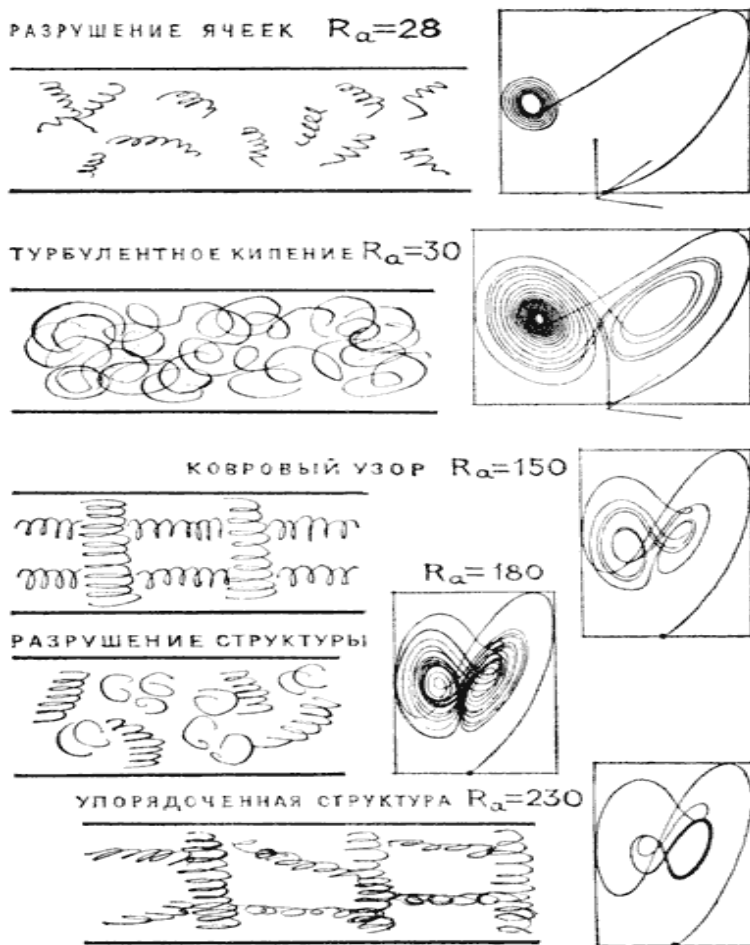 РАЗРУШЕНИЕ ЯЧЕЕК Ra=28
ТУРБУЛЕНТНОЕ КИПЕНИЕ Ra=30
КОВРОВЫЙ УЗОР Ra=150
Ra=180
РАЗРУШЕНИЕ СТРУКТУРЫ
УПОРЯДОЧЕННАЯ СТРУКТУРА Ra=230